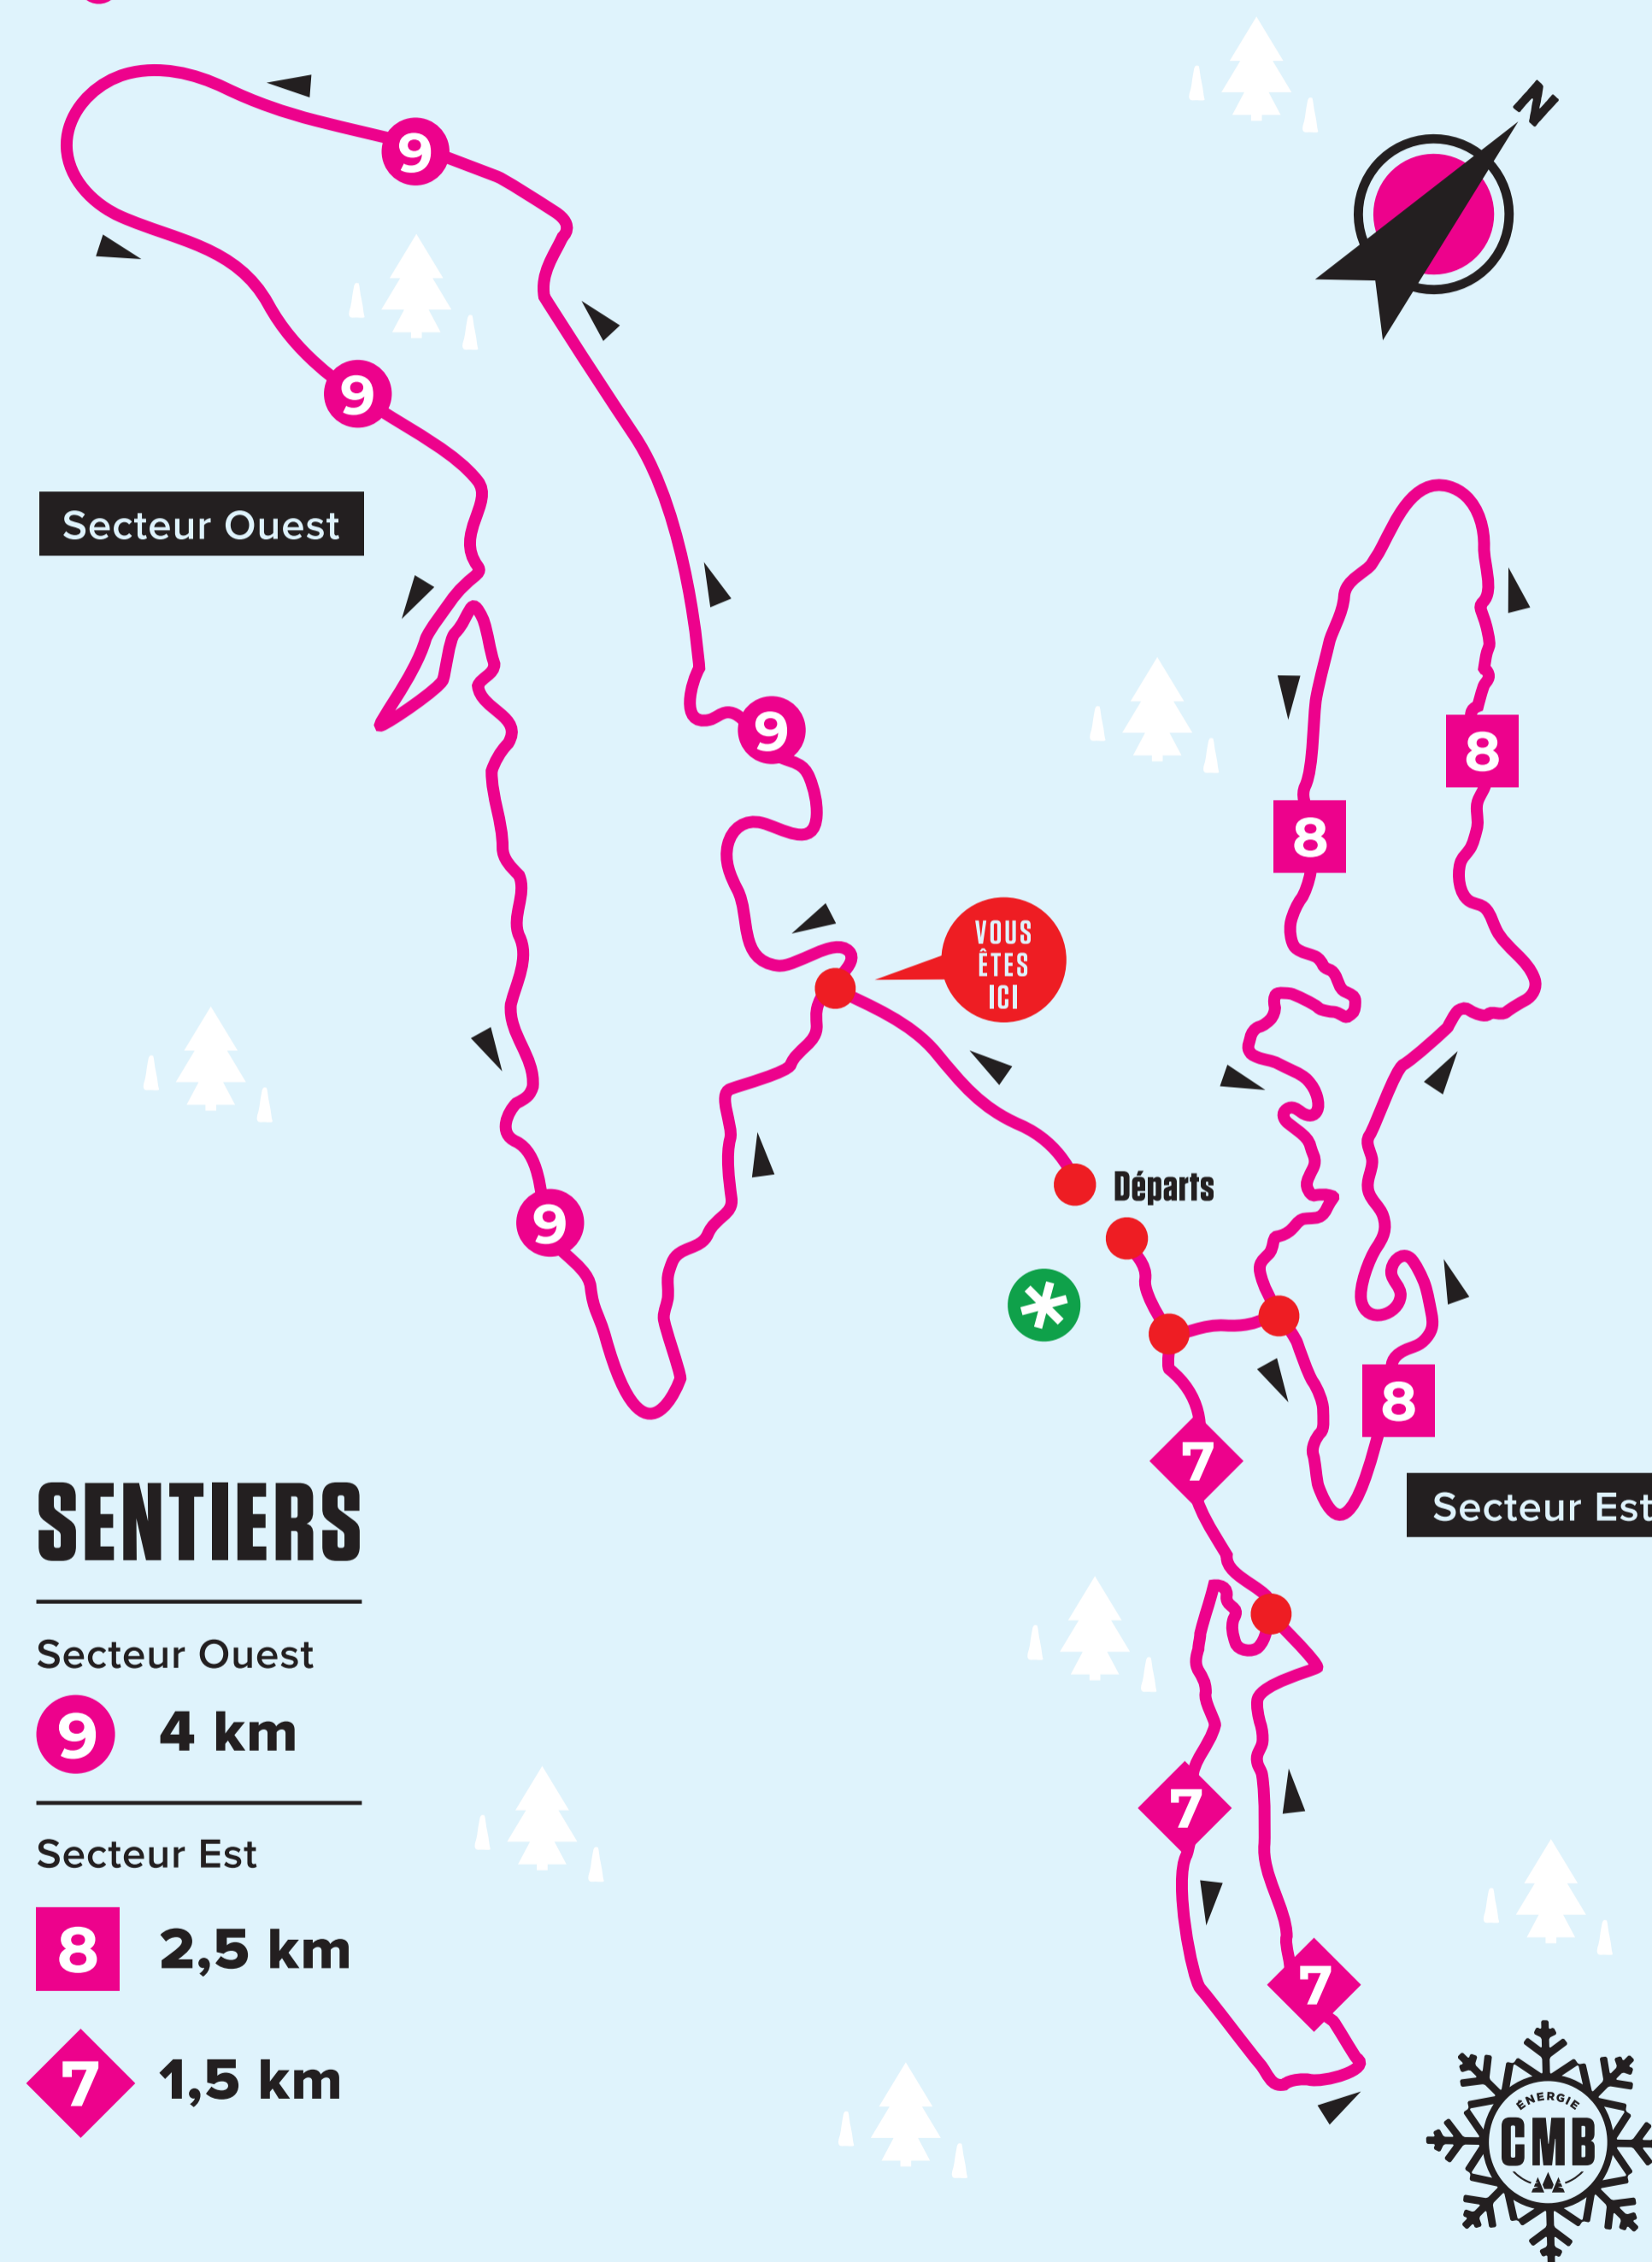 N
9
9
Secteur Ouest
9
8
8
VOUS
ÊTES
ICI
Départs
9
*
8
7
Secteur Est
SENTIERS
Secteur Ouest
9 4 km
Secteur Est
8 2,5 km
7 1,5 km
7
7
ÉNERGIE
CMB